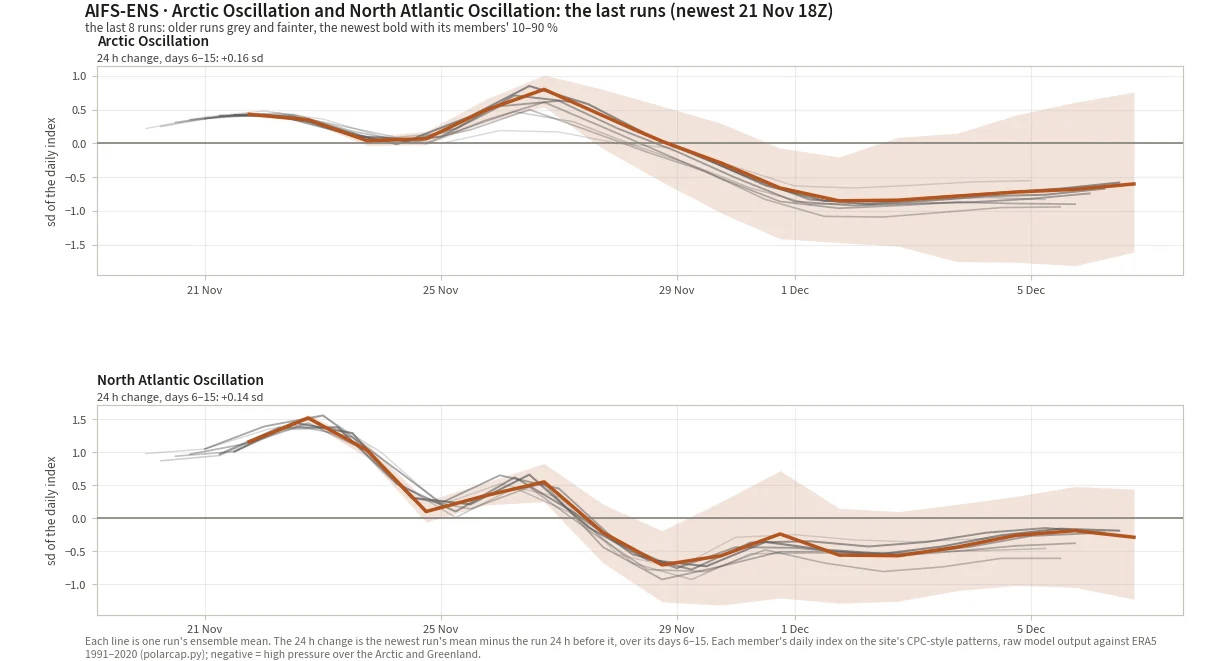 AIFS-ENS · Arctic Oscillation and North Atlantic Oscillation: the last runs (newest 21 Nov 18Z)
the last 8 runs: older runs grey and fainter, the newest bold with its members' 10–90 %
Arctic Oscillation
24 h change, days 6–15: +0.16 sd
sd of the daily index
1.0
0.5
0.0
−0.5
−1.0
−1.5
21 Nov
25 Nov
29 Nov
1 Dec
5 Dec
North Atlantic Oscillation
24 h change, days 6–15: +0.14 sd
sd of the daily index
1.5
1.0
0.5
0.0
−0.5
−1.0
21 Nov
25 Nov
29 Nov
1 Dec
5 Dec
Each line is one run's ensemble mean. The 24 h change is the newest run's mean minus the run 24 h before it, over its days 6–15. Each member's daily index on the site's CPC-style patterns, raw model output against ERA5
1991–2020 (polarcap.py); negative = high pressure over the Arctic and Greenland.